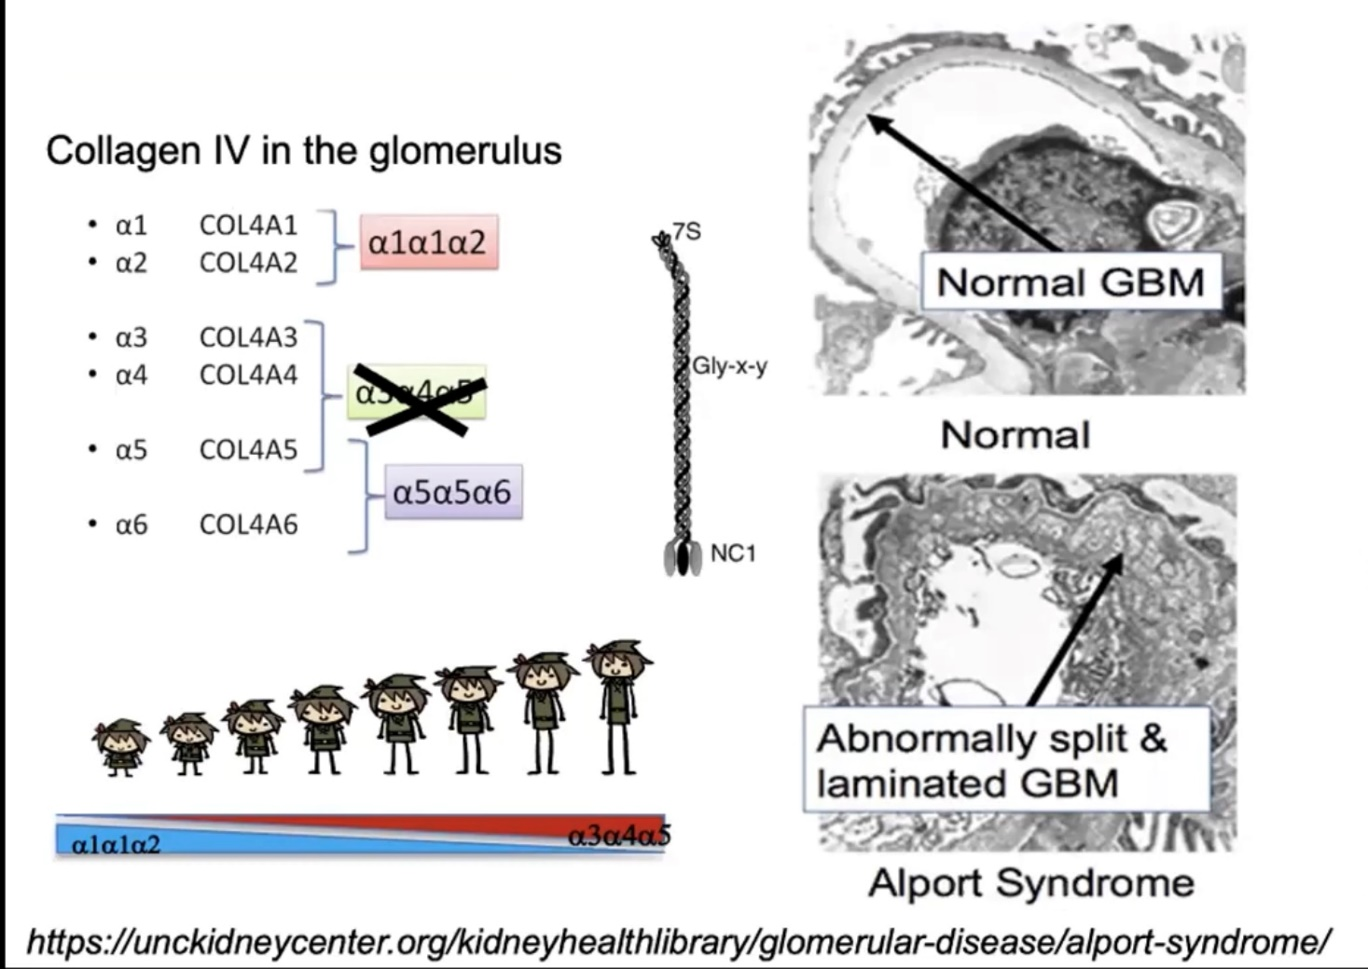 Collagen IV in the glomerulus
• α1 COL4A1
• α2 COL4A2
α1α1α2
• α3 COL4A3
• α4 COL4A4
α3α4α5
• α5 COL4A5
α5α5α6
• α6 COL4A6
7S
Gly-x-y
NC1
α1α1α2
α3α4α5
Normal GBM
Normal
Abnormally split &
laminated GBM
Alport Syndrome
https://unckidneycenter.org/kidneyhealthlibrary/glomerular-disease/alport-syndrome/